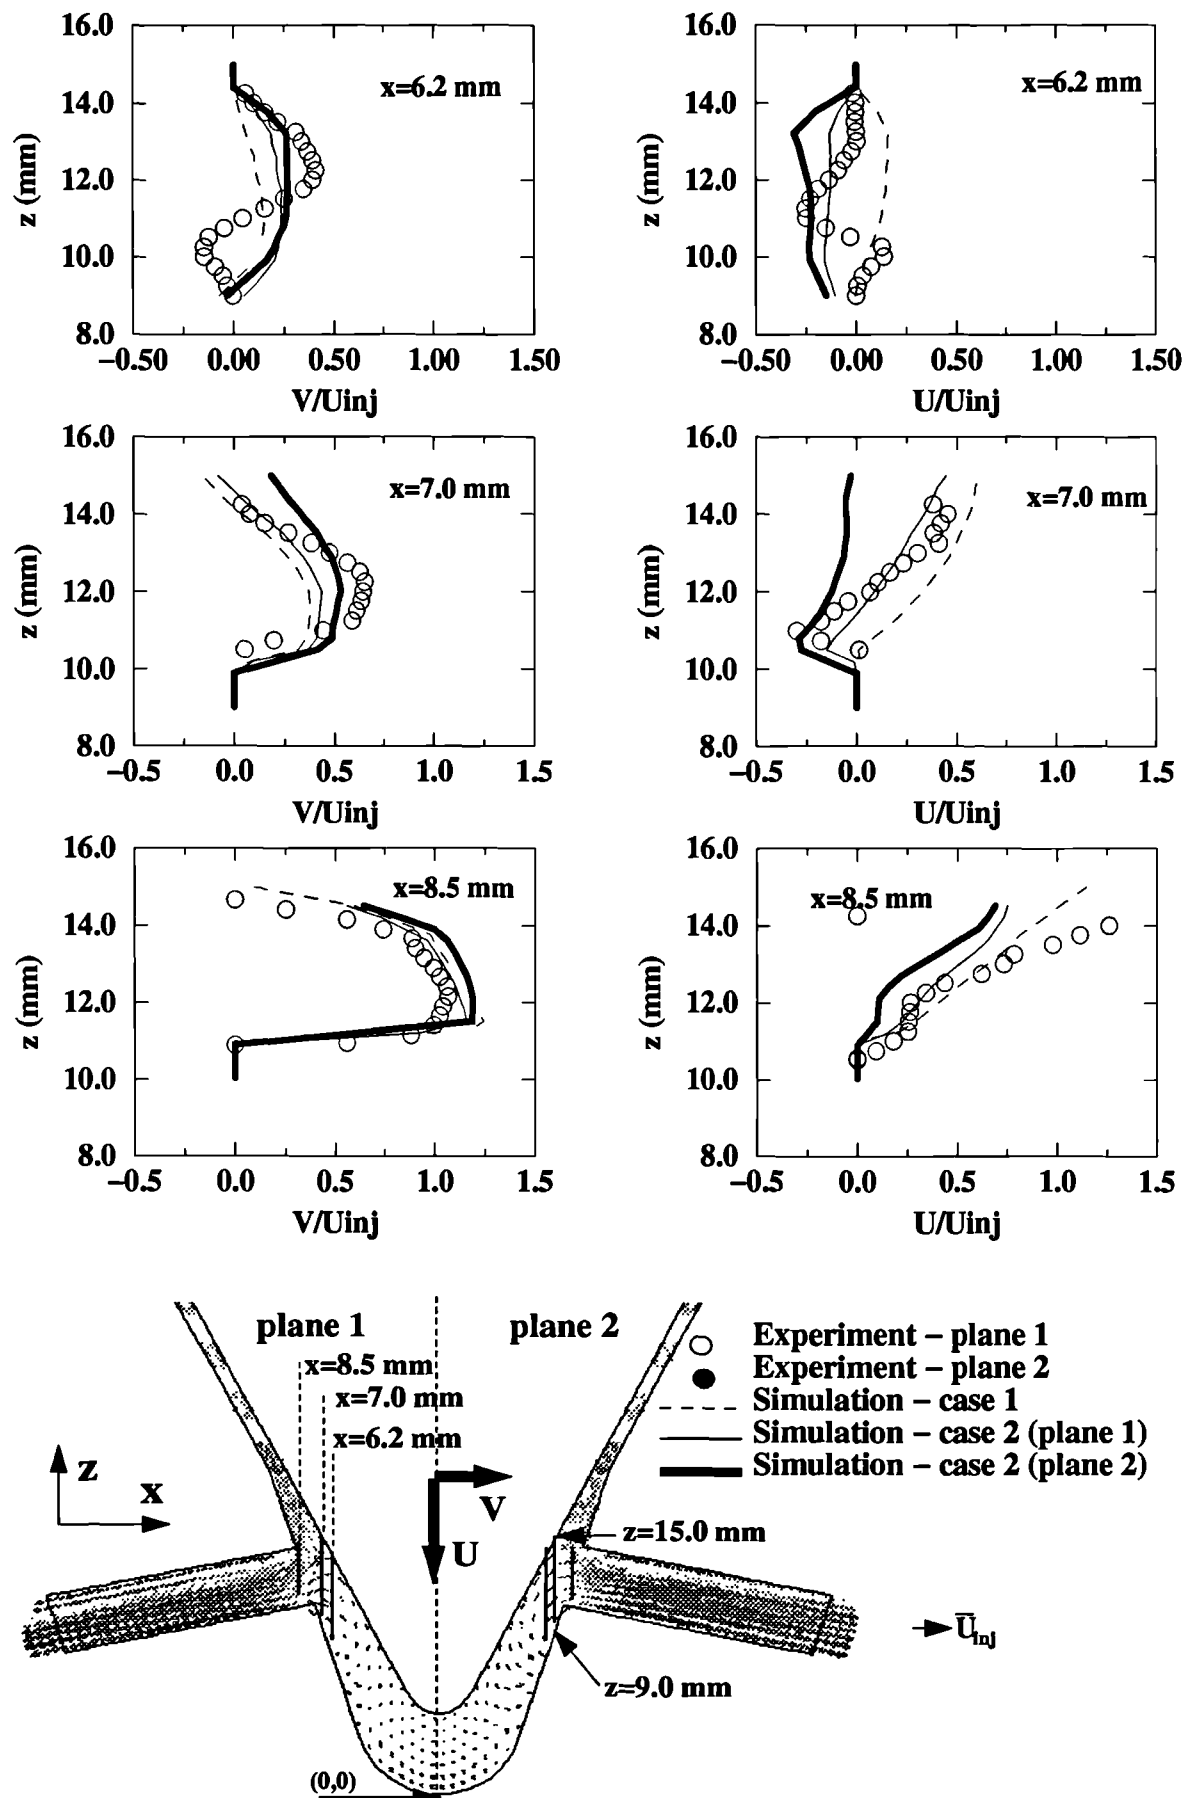 16.0
14.0
12.0
10.0
8.0
z (mm)
x=6.2 mm
−0.50 0.00 0.50 1.00 1.50
V/Uinj
16.0
14.0
12.0
10.0
8.0
z (mm)
x=6.2 mm
−0.50 0.00 0.50 1.00 1.50
U/Uinj
16.0
14.0
12.0
10.0
8.0
z (mm)
x=7.0 mm
−0.5 0.0 0.5 1.0 1.5
V/Uinj
16.0
14.0
12.0
10.0
8.0
z (mm)
x=7.0 mm
−0.5 0.0 0.5 1.0 1.5
U/Uinj
16.0
14.0
12.0
10.0
8.0
z (mm)
x=8.5 mm
−0.5 0.0 0.5 1.0 1.5
V/Uinj
16.0
14.0
12.0
10.0
8.0
z (mm)
x=8.5 mm
−0.5 0.0 0.5 1.0 1.5
U/Uinj
plane 1
plane 2
x=8.5 mm
x=7.0 mm
x=6.2 mm
Z
X
V
U
z=15.0 mm
z=9.0 mm
(0,0)
U̅inj
Experiment − plane 1
Experiment − plane 2
Simulation − case 1
Simulation − case 2 (plane 1)
Simulation − case 2 (plane 2)